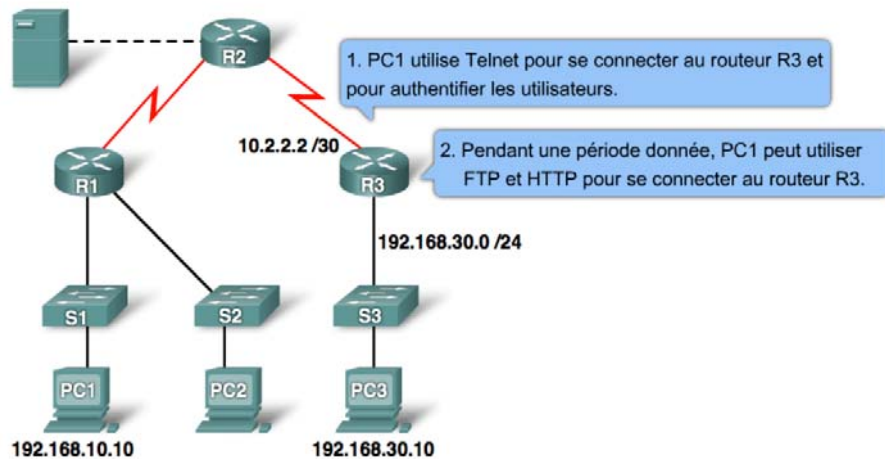 R2
1. PC1 utilise Telnet pour se connecter au routeur R3 et
pour authentifier les utilisateurs.
10.2.2.2 /30
2. Pendant une période donnée, PC1 peut utiliser
FTP et HTTP pour se connecter au routeur R3.
R1
R3
192.168.30.0 /24
S1
S2
S3
PC1
PC2
PC3
192.168.10.10
192.168.30.10